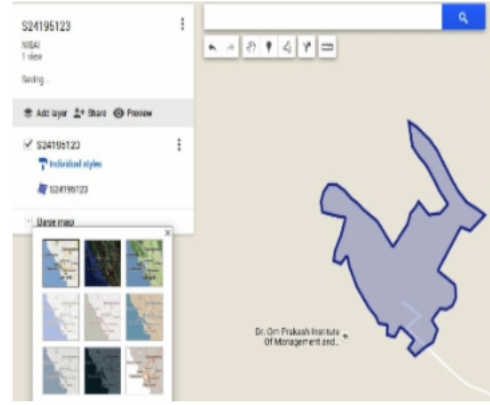 S24195123
NISAI
1 view
Saving...
Add layer Share Preview
S24195123
Individual styles
S24195123
Base map
Dr. Om Prakash Institute
Of Management and..